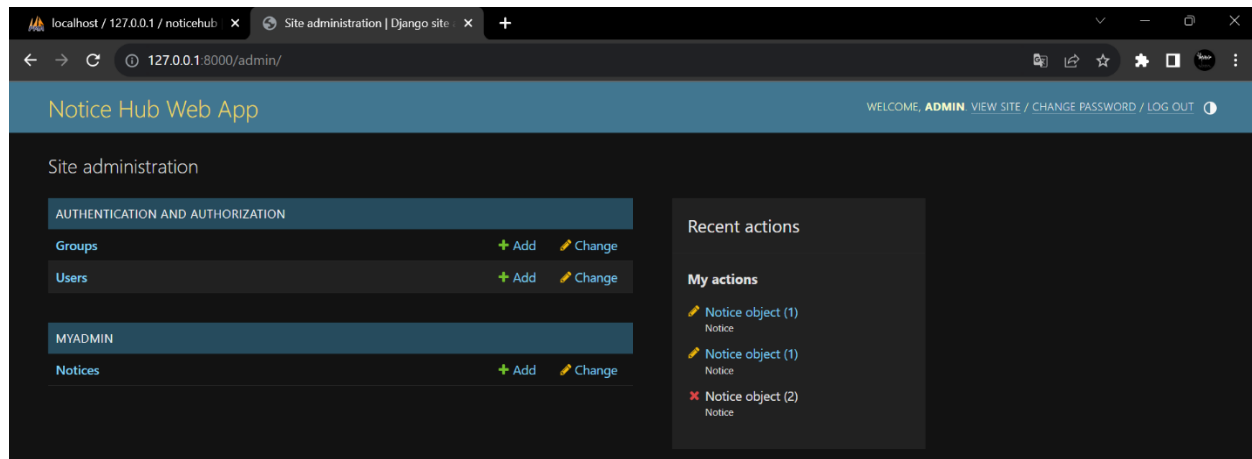 localhost / 127.0.0.1 / noticehub
Site administration | Django site
127.0.0.1:8000/admin/
Notice Hub Web App
WELCOME, ADMIN. VIEW SITE / CHANGE PASSWORD / LOG OUT
Site administration
AUTHENTICATION AND AUTHORIZATION
Groups Add Change
Users Add Change
MYADMIN
Notices Add Change
Recent actions
My actions
Notice object (1)
Notice
Notice object (1)
Notice
Notice object (2)
Notice